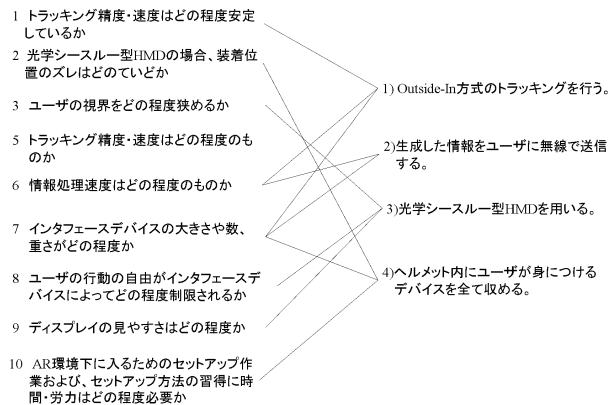 1 トラッキング精度・速度はどの程度安定
しているか
2 光学シースルー型HMDの場合、装着位
置のズレはどのていどか
3 ユーザの視界をどの程度狭めるか
5 トラッキング精度・速度はどの程度のも
のか
6 情報処理速度はどの程度のものか
7 インタフェースデバイスの大きさや数、
重さがどの程度か
8 ユーザの行動の自由がインタフェースデ
バイスによってどの程度制限されるか
9 ディスプレイの見やすさはどの程度か
10 AR環境下に入るためのセットアップ作
業および、セットアップ方法の習得に時
間・労力はどの程度必要か
1) Outside-In方式のトラッキングを行う。
2)生成した情報をユーザに無線で送信
する。
3)光学シースルー型HMDを用いる。
4)ヘルメット内にユーザが身につける
デバイスを全て収める。